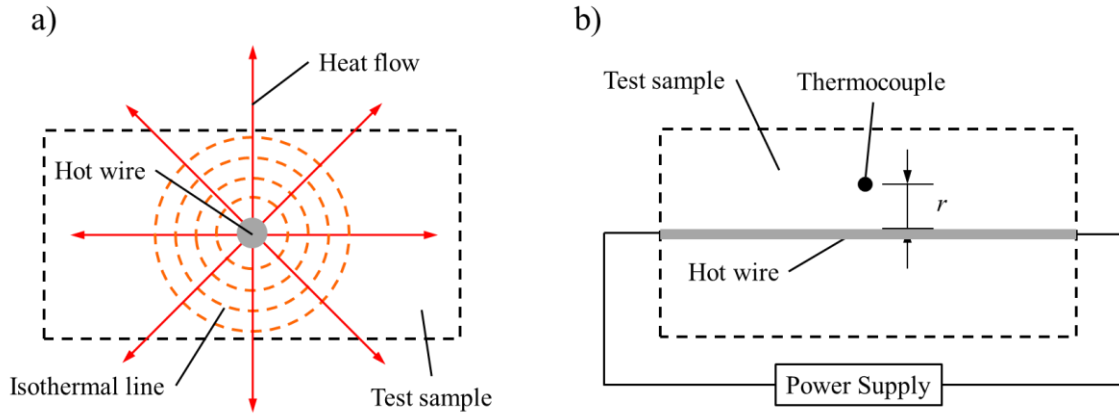 a)
Heat flow
Hot wire
Isothermal line
Test sample
b)
Test sample
Thermocouple
r
Hot wire
Power Supply